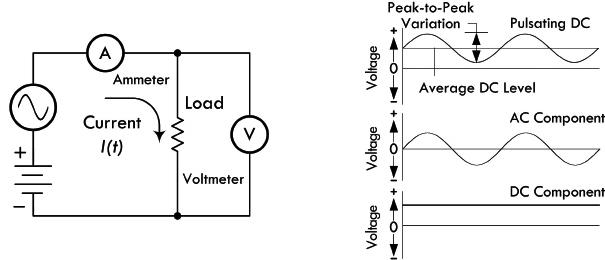 A
Ammeter
Load
Current
I(t)
V
Voltmeter
+
−
Peak-to-Peak
Variation
Pulsating DC
+
0
−
Voltage
Average DC Level
AC Component
+
0
−
Voltage
DC Component
+
0
−
Voltage